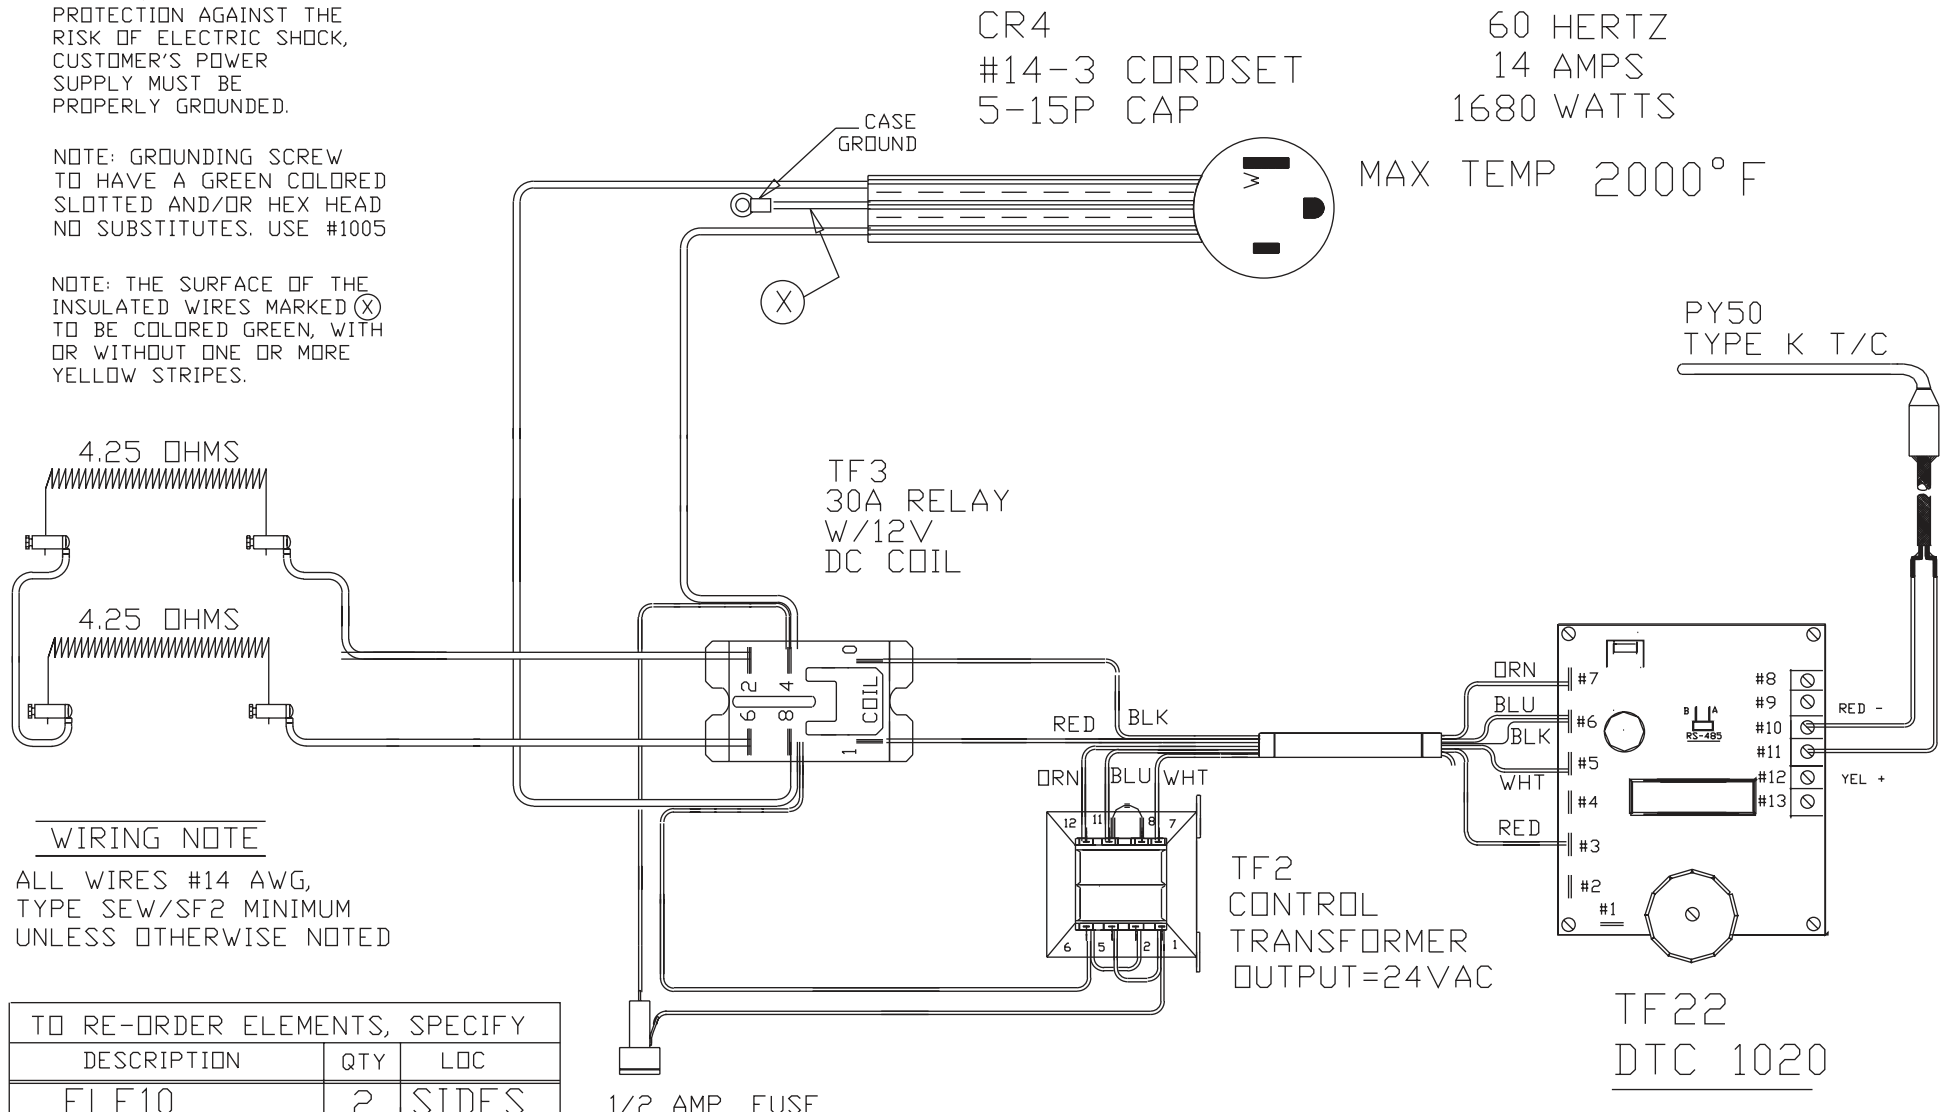 PROTECTION AGAINST THE
RISK OF ELECTRIC SHOCK,
CUSTOMER'S POWER
SUPPLY MUST BE
PROPERLY GROUNDED.
NOTE: GROUNDING SCREW
TO HAVE A GREEN COLORED
SLOTTED AND/OR HEX HEAD
NO SUBSTITUTES. USE #1005
NOTE: THE SURFACE OF THE
INSULATED WIRES MARKED X
TO BE COLORED GREEN, WITH
OR WITHOUT ONE OR MORE
YELLOW STRIPES.
CR4
#14-3 CORDSET
5-15P CAP
60 HERTZ
14 AMPS
1680 WATTS
MAX TEMP 2000°F
CASE
GROUND
W
X
PY50
TYPE K T/C
4.25 OHMS
4.25 OHMS
TF3
30A RELAY
W/12V
DC COIL
2
4
6
8
0
COIL
1
RED
BLK
ORN
BLU
WHT
ORN
BLU
BLK
WHT
RED
#7
#6
#5
#4
#3
#2
#1
#8
#9
#10
#11
#12
#13
B A
RS-485
RED -
YEL +
12
11
8
7
6
5
2
1
TF2
CONTROL
TRANSFORMER
OUTPUT=24VAC
TF22
DTC 1020
WIRING NOTE
ALL WIRES #14 AWG,
TYPE SEW/SF2 MINIMUM
UNLESS OTHERWISE NOTED
TO RE-ORDER ELEMENTS, SPECIFY
DESCRIPTION QTY LOC
ELE10 2 SIDES
1/2 AMP FUSE